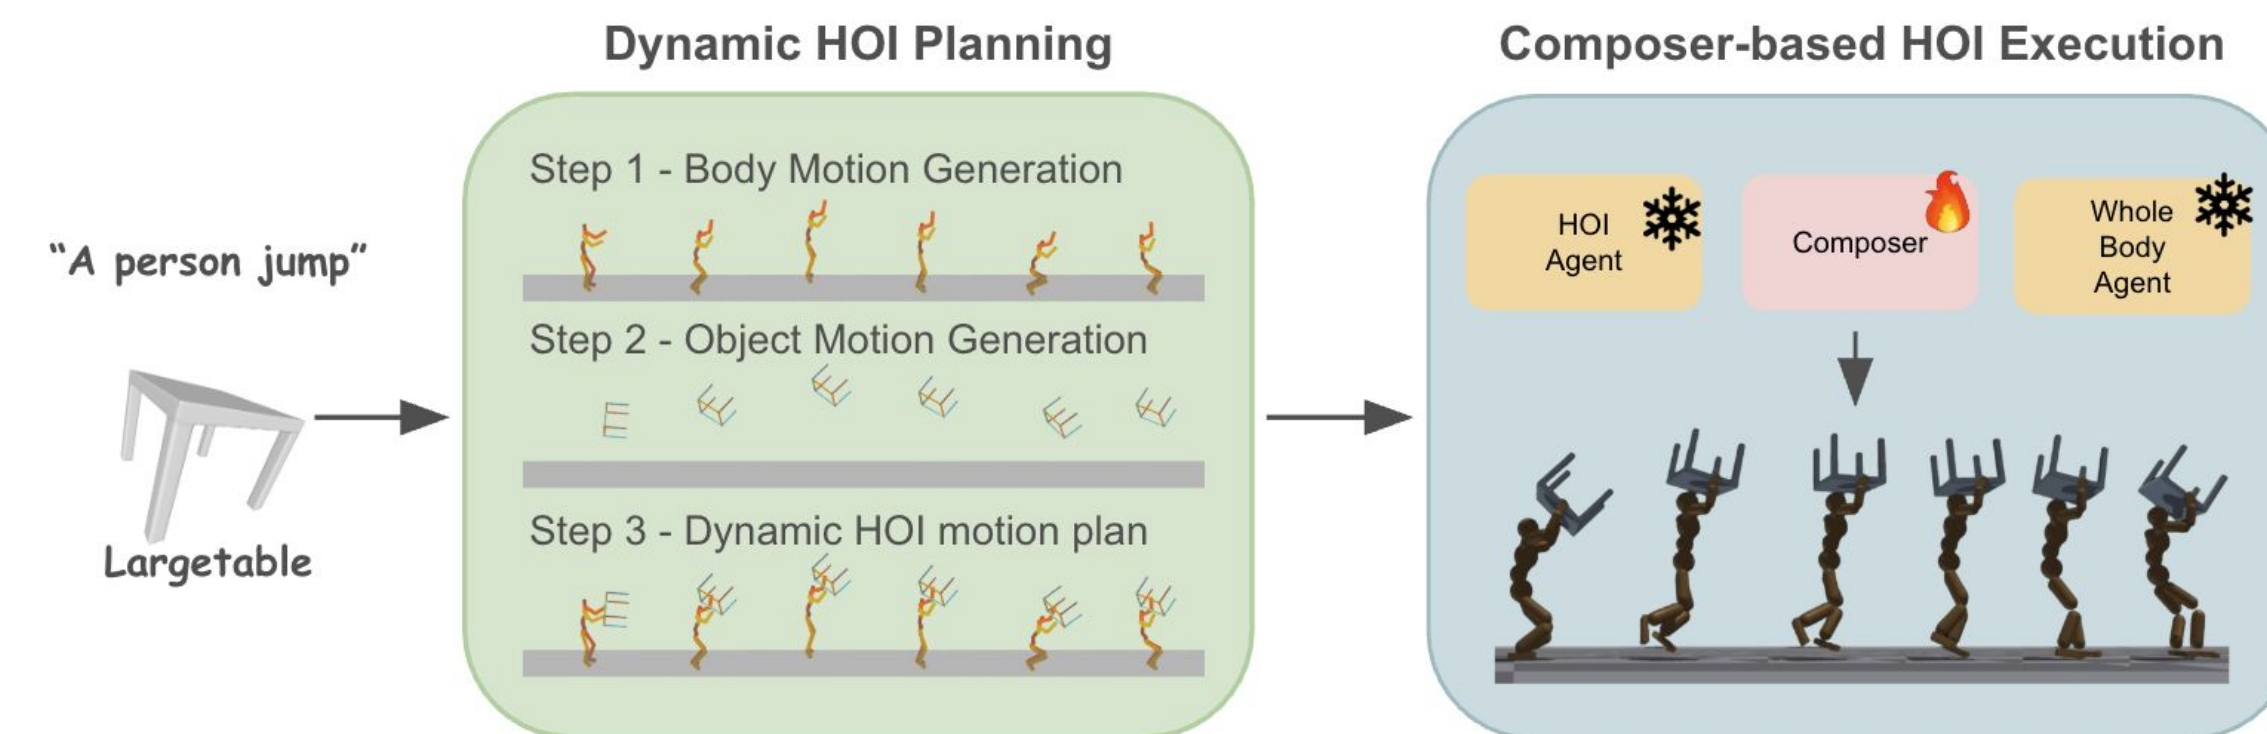 Dynamic HOI Planning
Composer-based HOI Execution
“A person jump”
Largetable
Step 1 - Body Motion Generation
Step 2 - Object Motion Generation
Step 3 - Dynamic HOI motion plan
HOI
Agent
Composer
Whole
Body
Agent